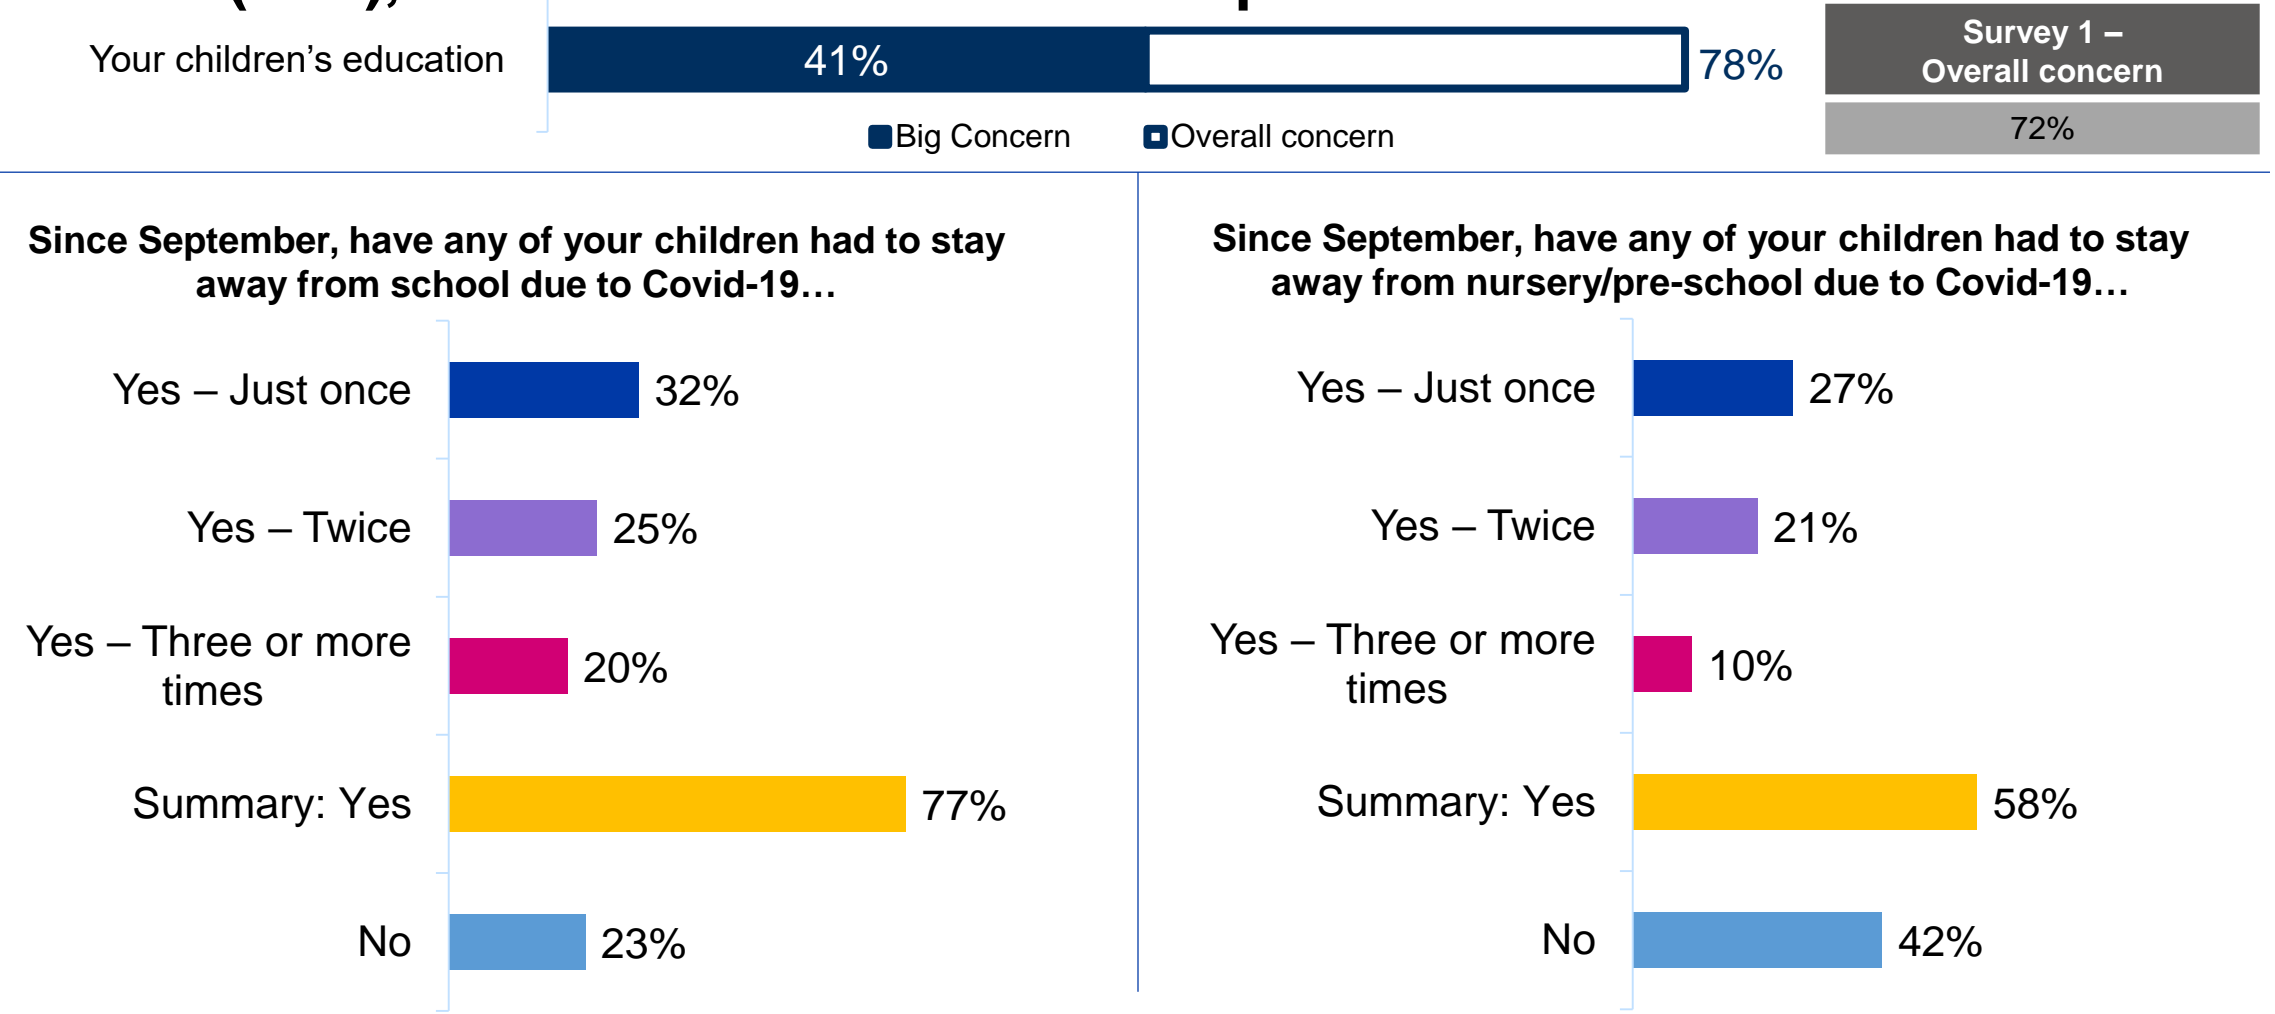 Your children’s education
41%
78%
Survey 1 –
Overall concern
72%
Big Concern
Overall concern
Since September, have any of your children had to stay
away from school due to Covid-19…
Yes – Just once
32%
Yes – Twice
25%
Yes – Three or more
times
20%
Summary: Yes
77%
No
23%
Since September, have any of your children had to stay
away from nursery/pre-school due to Covid-19…
Yes – Just once
27%
Yes – Twice
21%
Yes – Three or more
times
10%
Summary: Yes
58%
No
42%